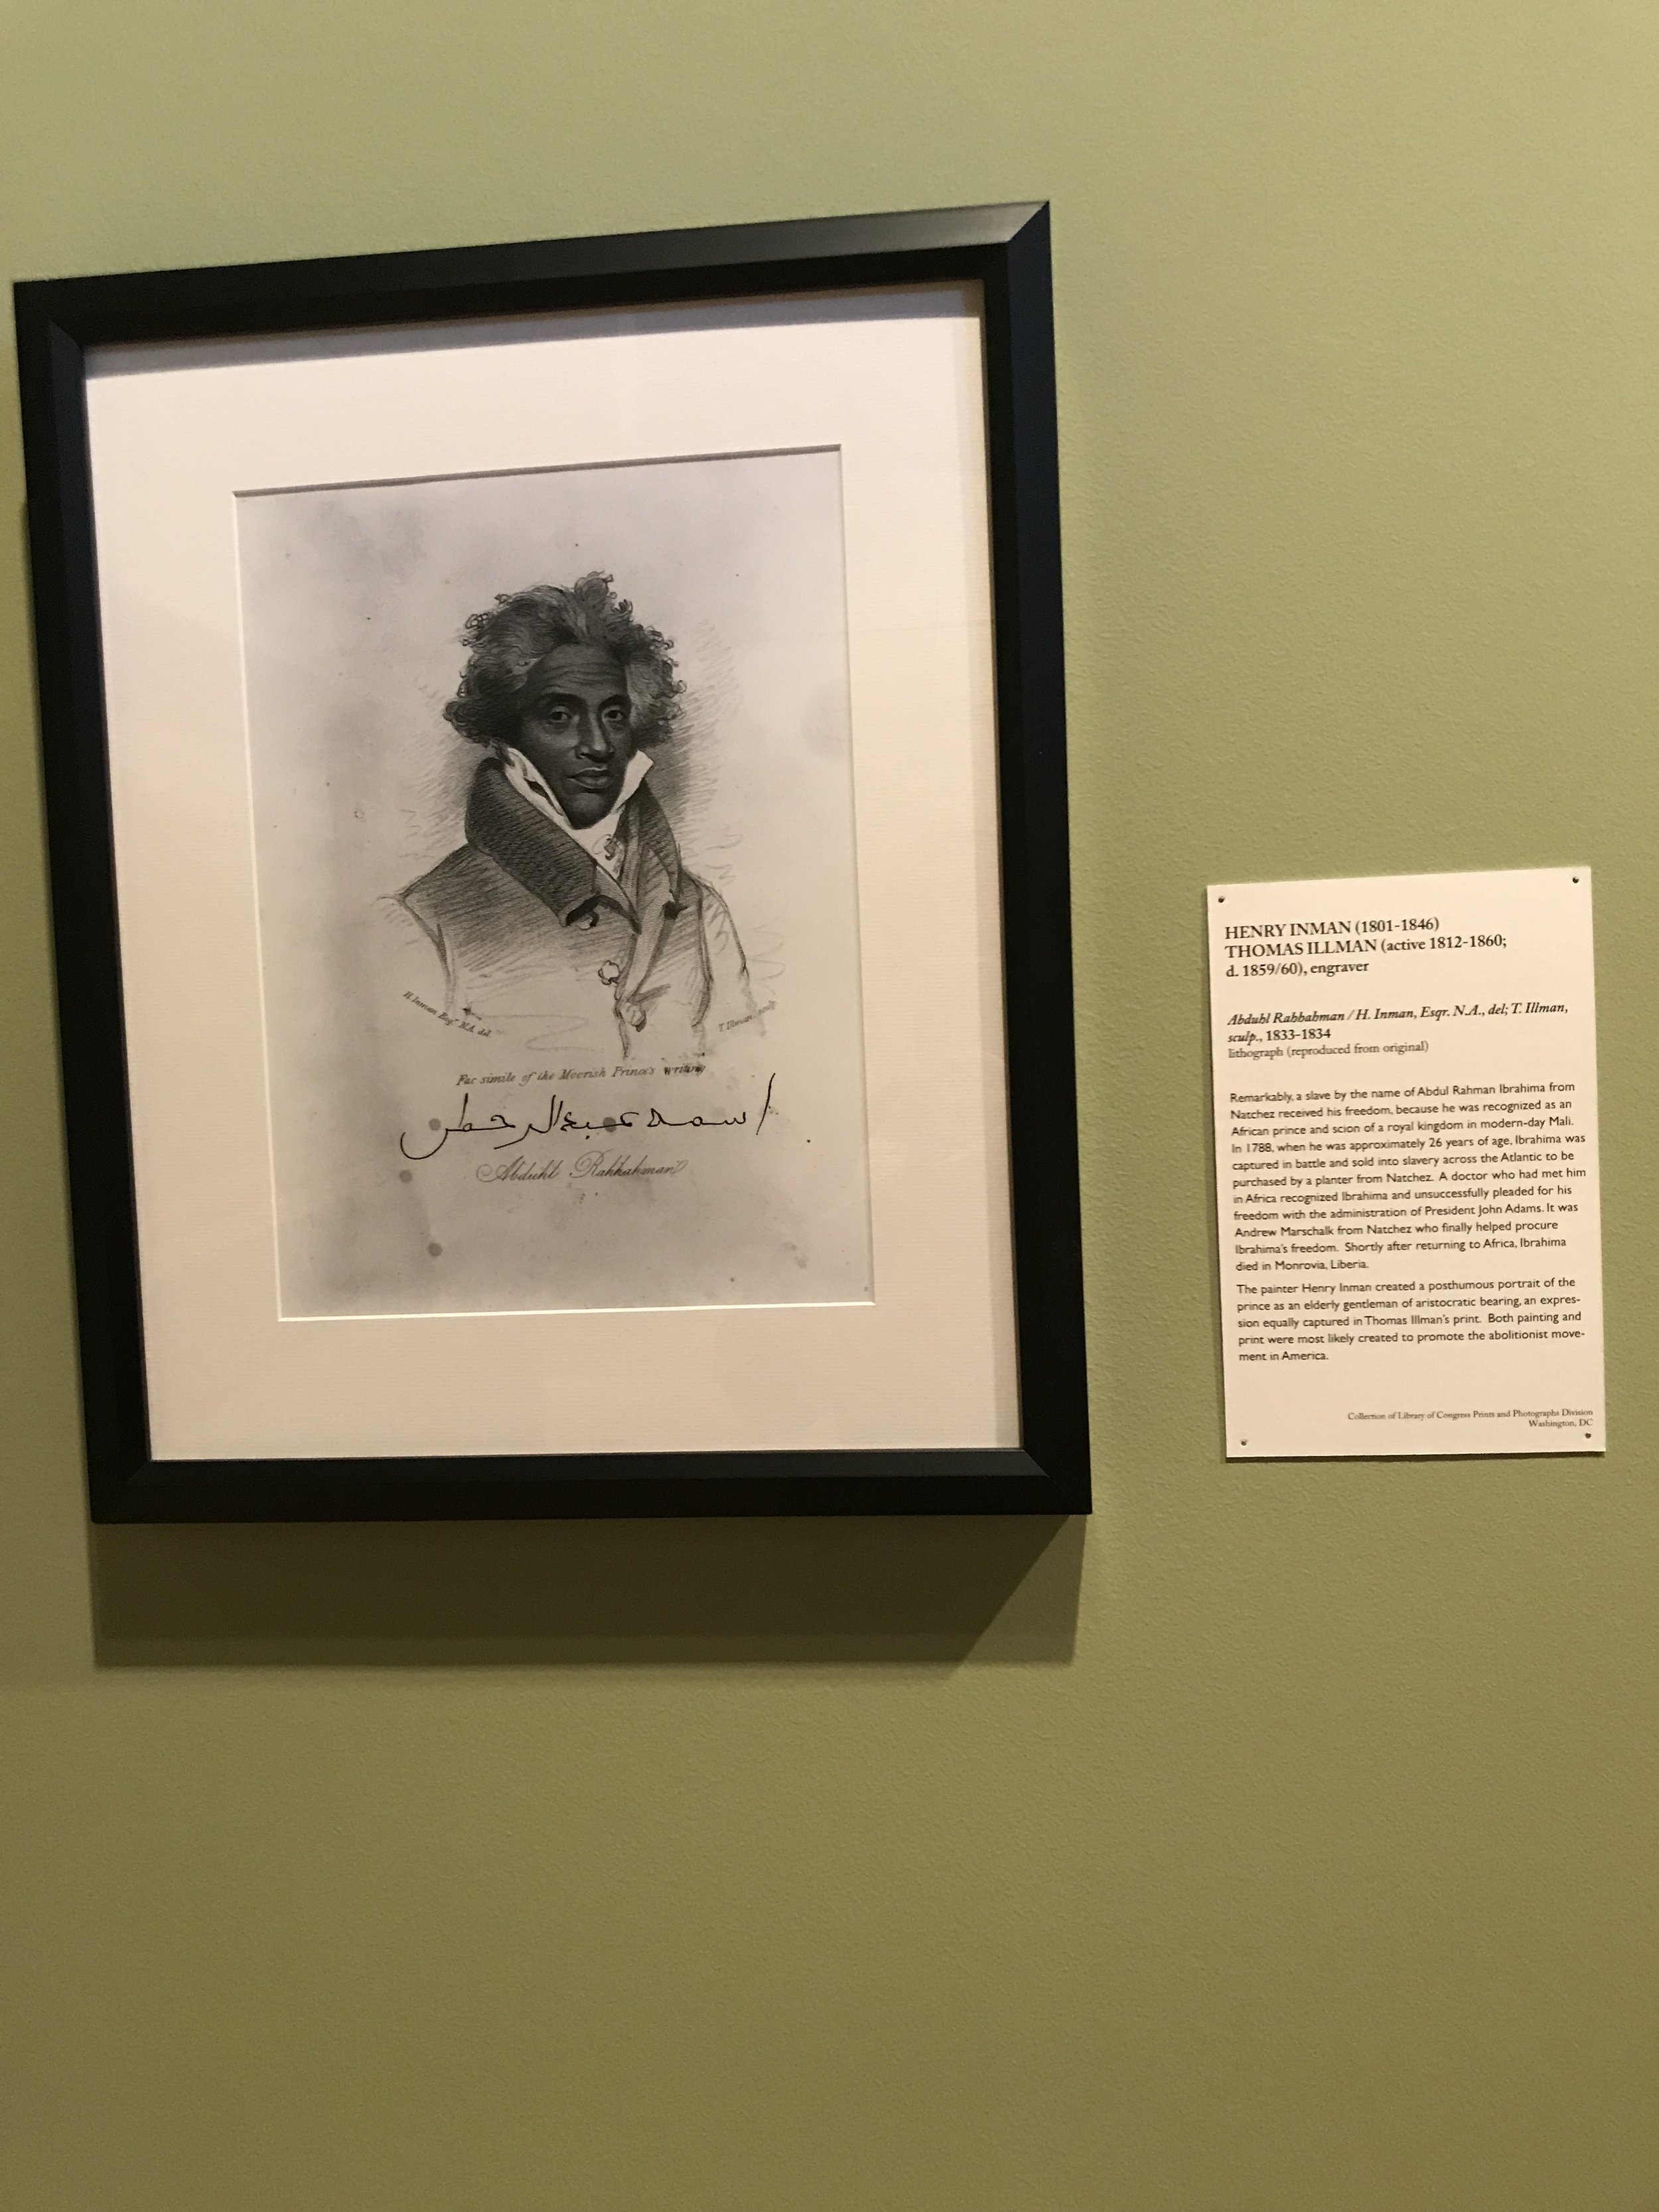 H. Inman Esqr. N.A. del.
T. Illman sculp.
Fac simile of the Moorish Prince's writing
اسمه عبد الرحمن
Abduhl Rahhahman
HENRY INMAN (1801-1846)
THOMAS ILLMAN (active 1812-1860;
d. 1859/60), engraver
Abduhl Rahhahman / H. Inman, Esqr. N.A., del; T. Illman,
sculp., 1833-1834
lithograph (reproduced from original)
Remarkably, a slave by the name of Abdul Rahman Ibrahima from
Natchez received his freedom, because he was recognized as an
African prince and scion of a royal kingdom in modern-day Mali.
In 1788, when he was approximately 26 years of age, Ibrahima was
captured in battle and sold into slavery across the Atlantic to be
purchased by a planter from Natchez. A doctor who had met him
in Africa recognized Ibrahima and unsuccessfully pleaded for his
freedom with the administration of President John Adams. It was
Andrew Marschalk from Natchez who finally helped procure
Ibrahima's freedom. Shortly after returning to Africa, Ibrahima
died in Monrovia, Liberia.
The painter Henry Inman created a posthumous portrait of the
prince as an elderly gentleman of aristocratic bearing, an expres-
sion equally captured in Thomas Illman's print. Both painting and
print were most likely created to promote the abolitionist move-
ment in America.
Collection of Library of Congress Prints and Photographs Division
Washington, DC